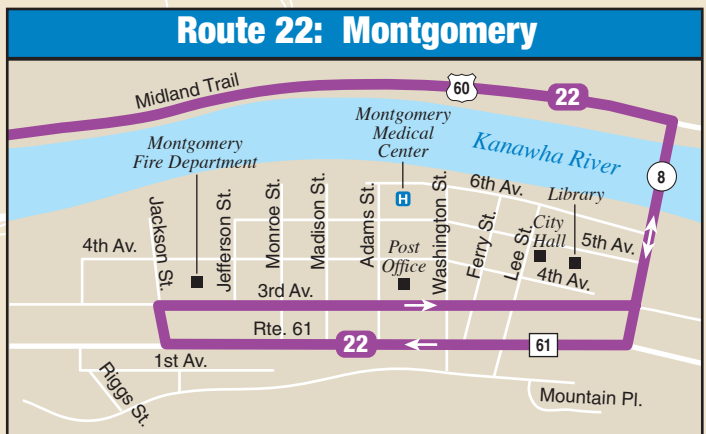 Route 22: Montgomery
Midland Trail
60
22
Montgomery
Fire Department
Montgomery
Medical
Center
Kanawha River
8
H
6th Av.
Library
Jackson St.
Jefferson St.
Monroe St.
Madison St.
Adams St.
Washington St.
Ferry St.
Lee St.
City
Hall
5th Av.
4th Av.
Post
Office
4th Av.
3rd Av.
Rte. 61
22
61
1st Av.
Riggs St.
Mountain Pl.